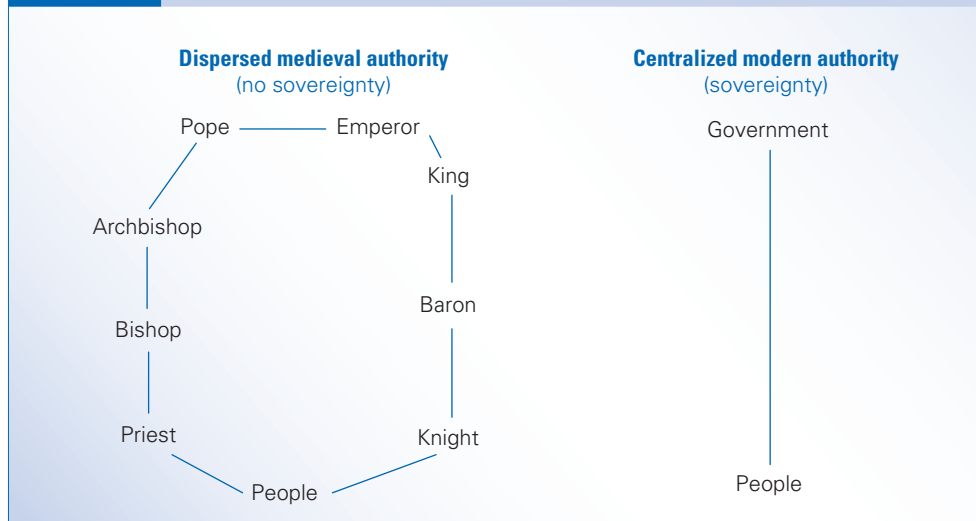 Dispersed medieval authority
(no sovereignty)
Pope
Emperor
King
Archbishop
Baron
Bishop
Priest
Knight
People
Centralized modern authority
(sovereignty)
Government
People